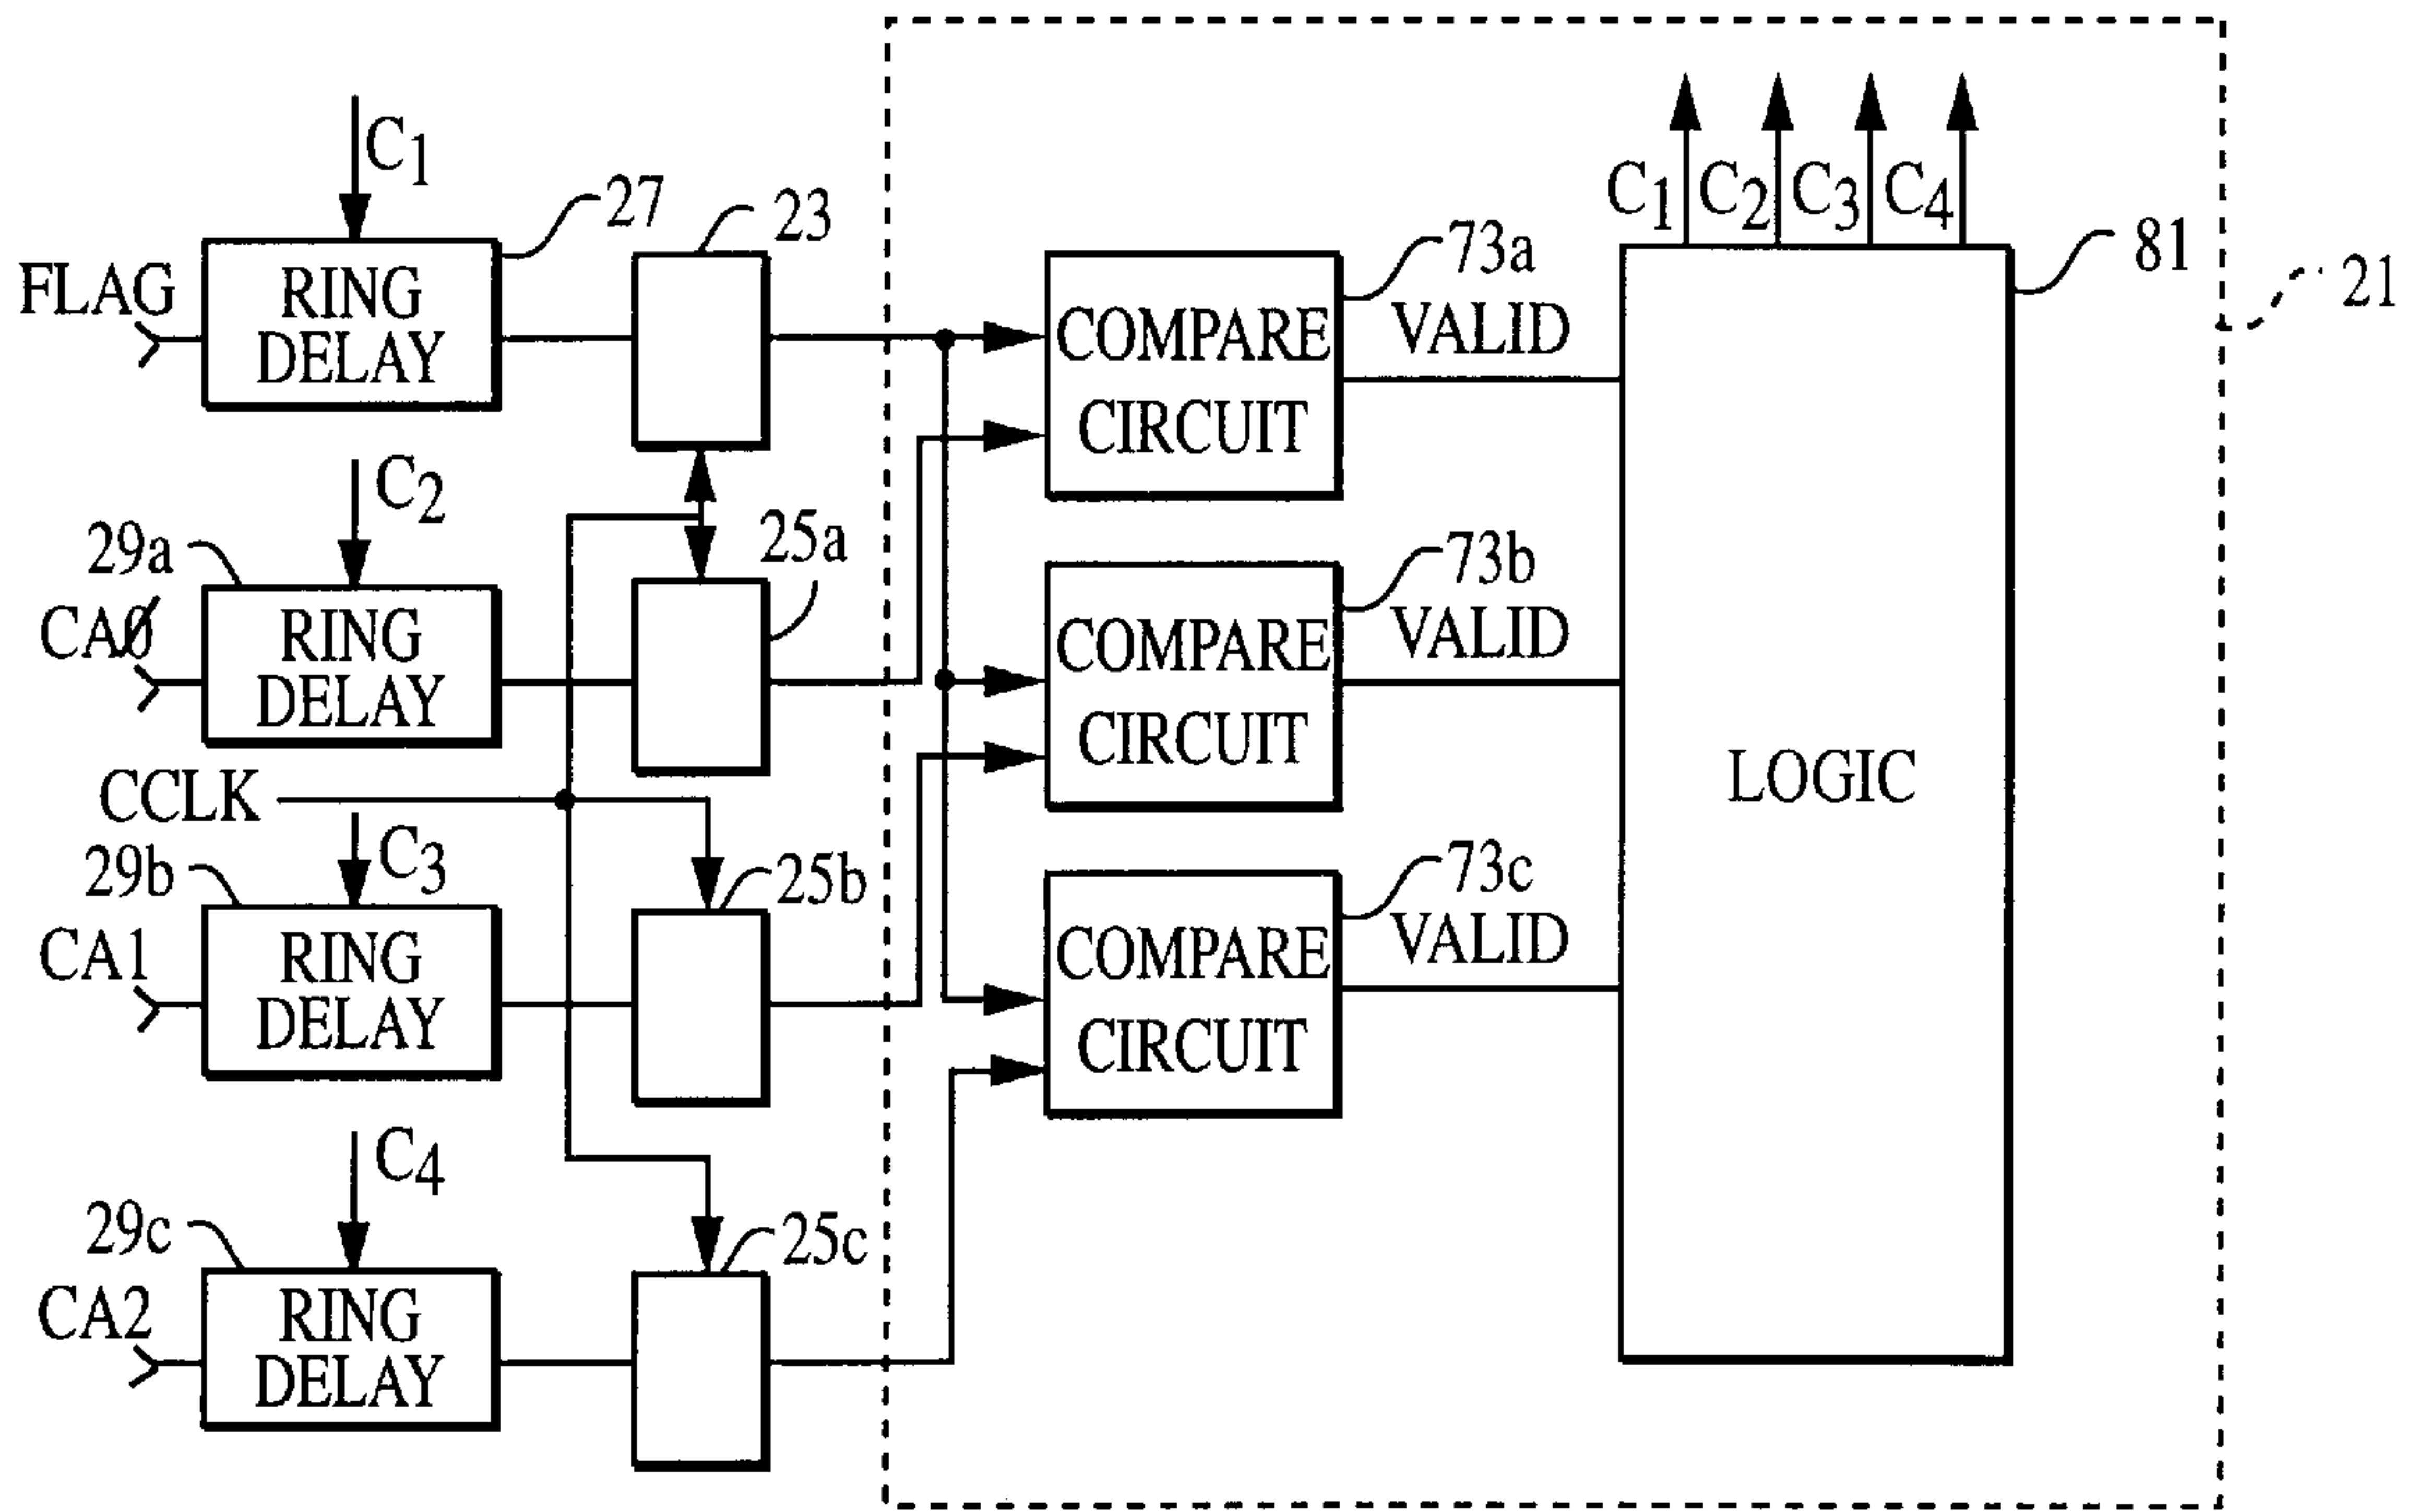 C1
27
23
FLAG
RING
DELAY
C2
29a
25a
CA0
RING
DELAY
CCLK
C3
29b
25b
CA1
RING
DELAY
C4
29c
25c
CA2
RING
DELAY
73a
VALID
COMPARE
CIRCUIT
73b
VALID
COMPARE
CIRCUIT
73c
VALID
COMPARE
CIRCUIT
C1 C2 C3 C4
81
21
LOGIC